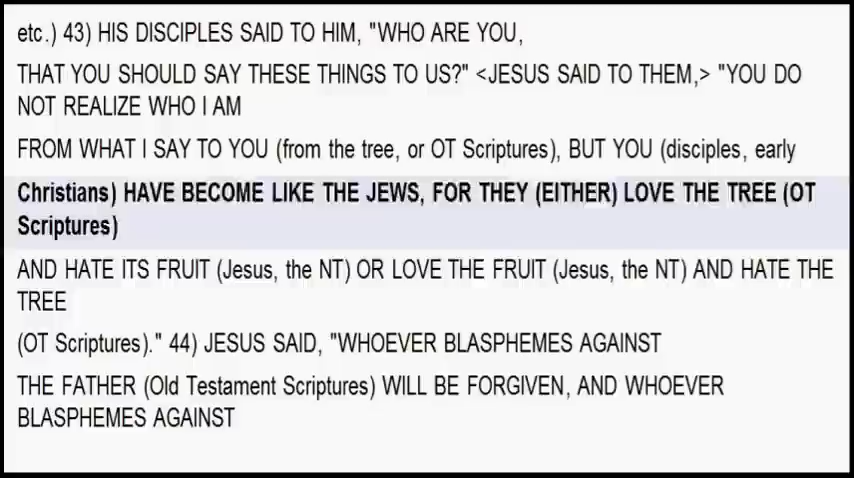 etc.) 43) HIS DISCIPLES SAID TO HIM, "WHO ARE YOU,
THAT YOU SHOULD SAY THESE THINGS TO US?" <JESUS SAID TO THEM,> "YOU DO
NOT REALIZE WHO I AM
FROM WHAT I SAY TO YOU (from the tree, or OT Scriptures), BUT YOU (disciples, early
Christians) HAVE BECOME LIKE THE JEWS, FOR THEY (EITHER) LOVE THE TREE (OT
Scriptures)
AND HATE ITS FRUIT (Jesus, the NT) OR LOVE THE FRUIT (Jesus, the NT) AND HATE THE
TREE
(OT Scriptures)." 44) JESUS SAID, "WHOEVER BLASPHEMES AGAINST
THE FATHER (Old Testament Scriptures) WILL BE FORGIVEN, AND WHOEVER
BLASPHEMES AGAINST